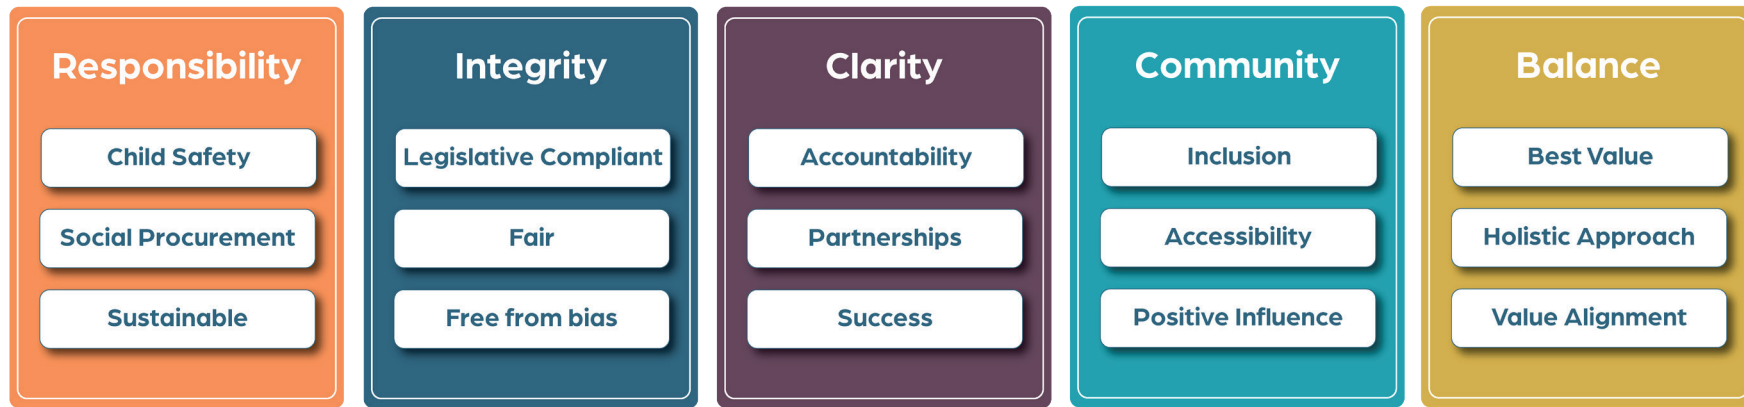 Responsibility
Child Safety
Social Procurement
Sustainable
Integrity
Legislative Compliant
Fair
Free from bias
Clarity
Accountability
Partnerships
Success
Community
Inclusion
Accessibility
Positive Influence
Balance
Best Value
Holistic Approach
Value Alignment